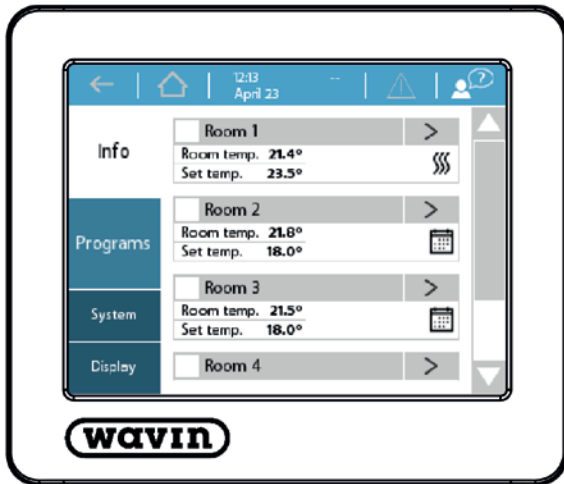 12:13 --
April 23
?
Info
Programs
System
Display
Room 1 >
Room temp. 21.4°
Set temp. 23.5°
Room 2 >
Room temp. 21.8°
Set temp. 18.0°
Room 3 >
Room temp. 21.5°
Set temp. 18.0°
Room 4 >
wavin